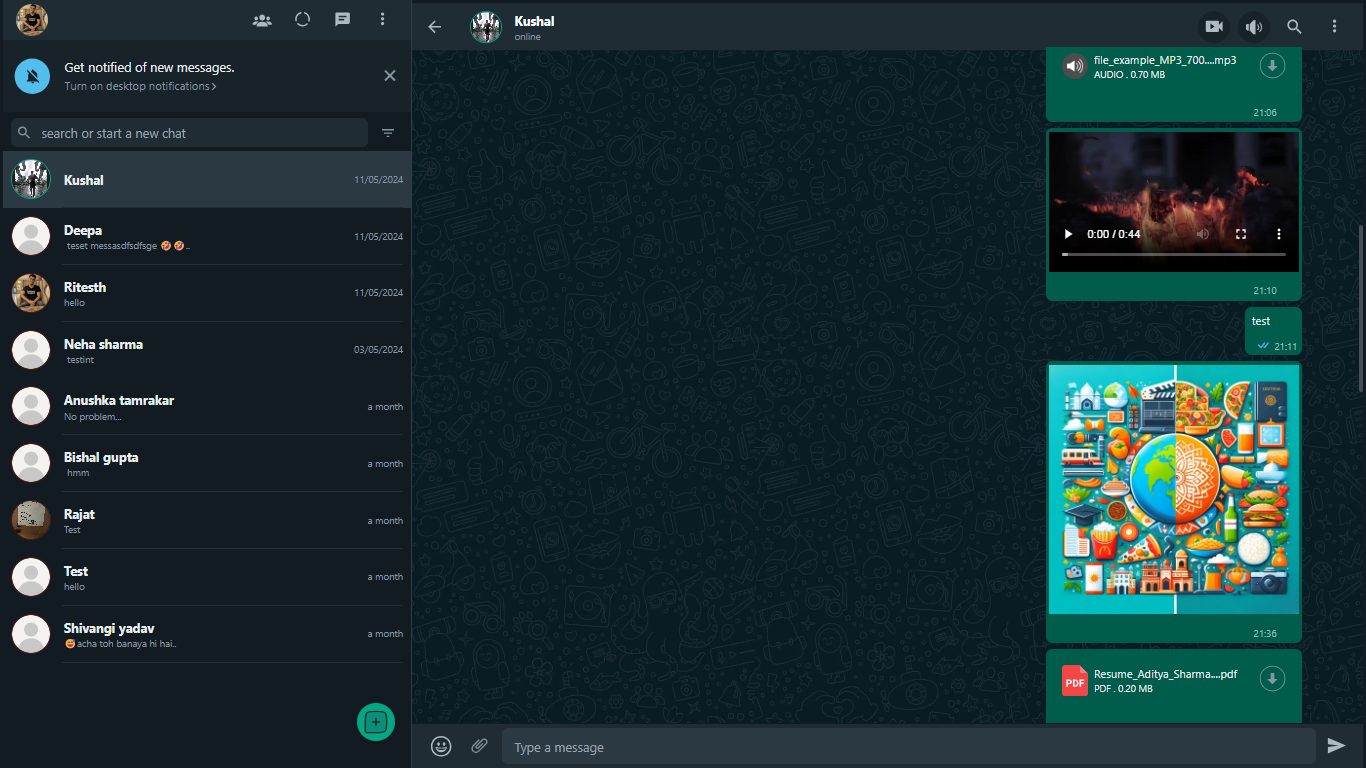 Get notified of new messages.
Turn on desktop notifications >
search or start a new chat
Kushal
11/05/2024
Deepa
11/05/2024
teset messasdfsdfsge 🤣🤣..
Ritesth
11/05/2024
hello
Neha sharma
03/05/2024
testint
Anushka tamrakar
a month
No problem...
Bishal gupta
a month
hmm
Rajat
a month
Test
Test
a month
hello
Shivangi yadav
a month
😅acha toh banaya hi hai..
Kushal
online
file_example_MP3_700....mp3
AUDIO . 0.70 MB
21:06
0:00 / 0:44
21:10
test
21:11
21:36
PDF
Resume_Aditya_Sharma....pdf
PDF . 0.20 MB
Type a message